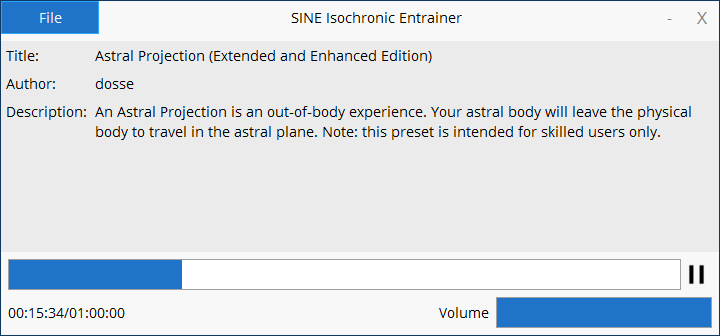 File
SINE Isochronic Entrainer
- X
Title: Astral Projection (Extended and Enhanced Edition)
Author: dosse
Description: An Astral Projection is an out-of-body experience. Your astral body will leave the physical
body to travel in the astral plane. Note: this preset is intended for skilled users only.
00:15:34/01:00:00
Volume